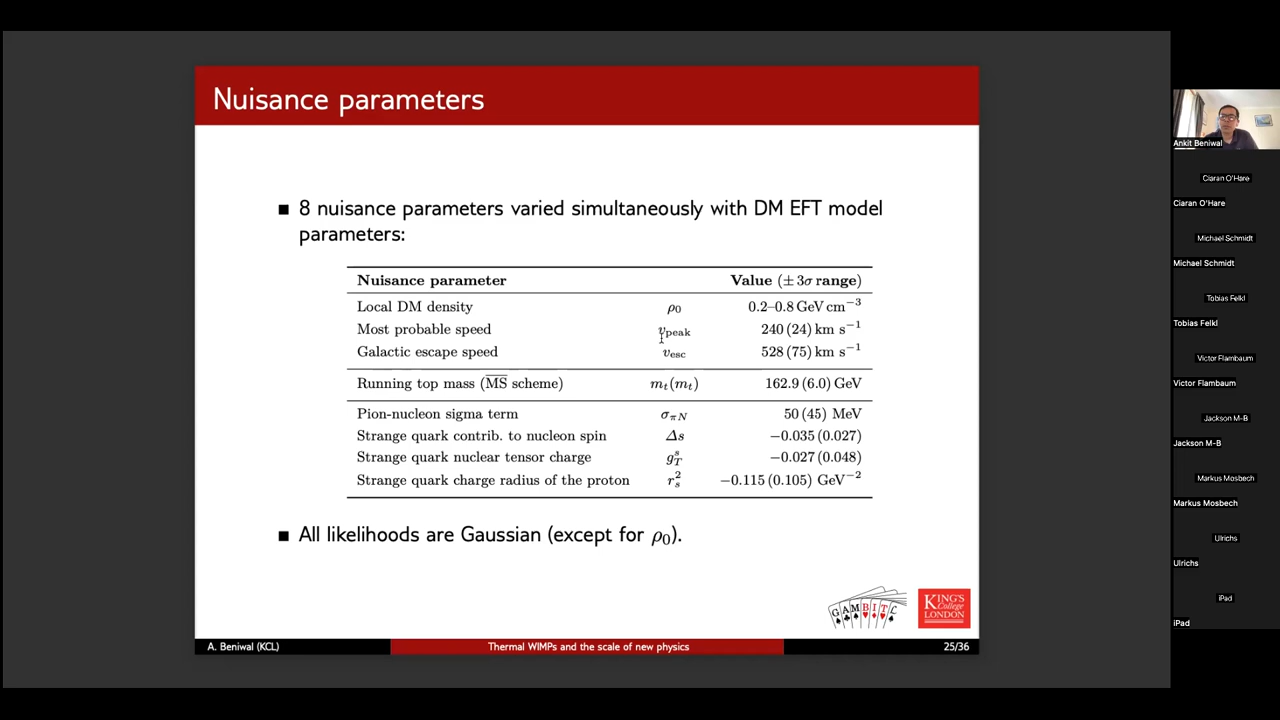 Nuisance parameters
■ 8 nuisance parameters varied simultaneously with DM EFT model
parameters:
Nuisance parameter Value (± 3σ range)
Local DM density ρ₀ 0.2–0.8 GeV cm⁻³
Most probable speed v_peak 240 (24) km s⁻¹
Galactic escape speed v_esc 528 (75) km s⁻¹
Running top mass (M̅S̅ scheme) m_t(m_t) 162.9 (6.0) GeV
Pion-nucleon sigma term σ_πN 50 (45) MeV
Strange quark contrib. to nucleon spin Δs −0.035 (0.027)
Strange quark nuclear tensor charge g_T^s −0.027 (0.048)
Strange quark charge radius of the proton r_s² −0.115 (0.105) GeV⁻²
■ All likelihoods are Gaussian (except for ρ₀).
GAMBIT
KING'S
College
LONDON
A. Beniwal (KCL) Thermal WIMPs and the scale of new physics 25/36
Ankit Beniwal
Ciaran O'Hare
Ciaran O'Hare
Michael Schmidt
Michael Schmidt
Tobias Felkl
Tobias Felkl
Victor Flambaum
Victor Flambaum
Jackson M-B
Jackson M-B
Markus Mosbech
Markus Mosbech
Ulrichs
Ulrichs
iPad
iPad